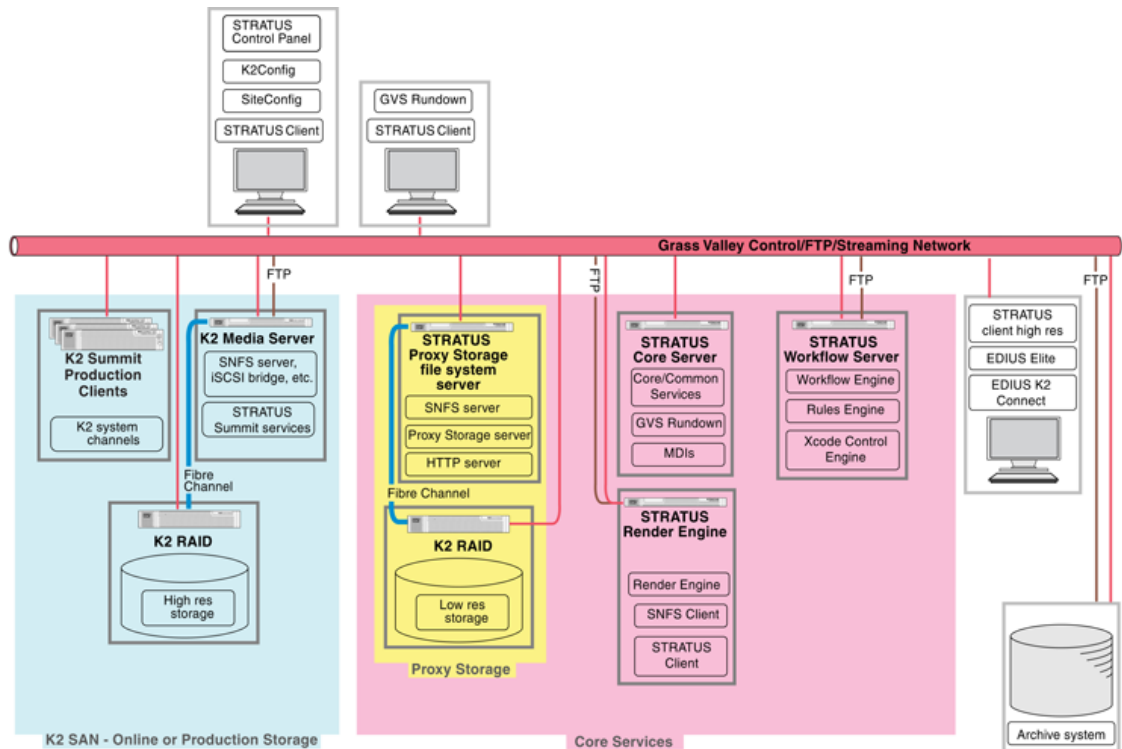 STRATUS
Control Panel
K2Config
SiteConfig
STRATUS Client
GVS Rundown
STRATUS Client
Grass Valley Control/FTP/Streaming Network
FTP
FTP
FTP
FTP
K2 Summit
Production
Clients
K2 system
channels
K2 Media Server
SNFS server,
iSCSI bridge, etc.
STRATUS
Summit services
Fibre
Channel
K2 RAID
High res
storage
K2 SAN - Online or Production Storage
STRATUS
Proxy Storage
file system
server
SNFS server
Proxy Storage server
HTTP server
Fibre Channel
K2 RAID
Low res
storage
Proxy Storage
STRATUS
Core Server
Core/Common
Services
GVS Rundown
MDIs
STRATUS
Render Engine
Render Engine
SNFS Client
STRATUS
Client
STRATUS
Workflow Server
Workflow Engine
Rules Engine
Xcode Control
Engine
Core Services
STRATUS
client high res
EDIUS Elite
EDIUS K2
Connect
Archive system